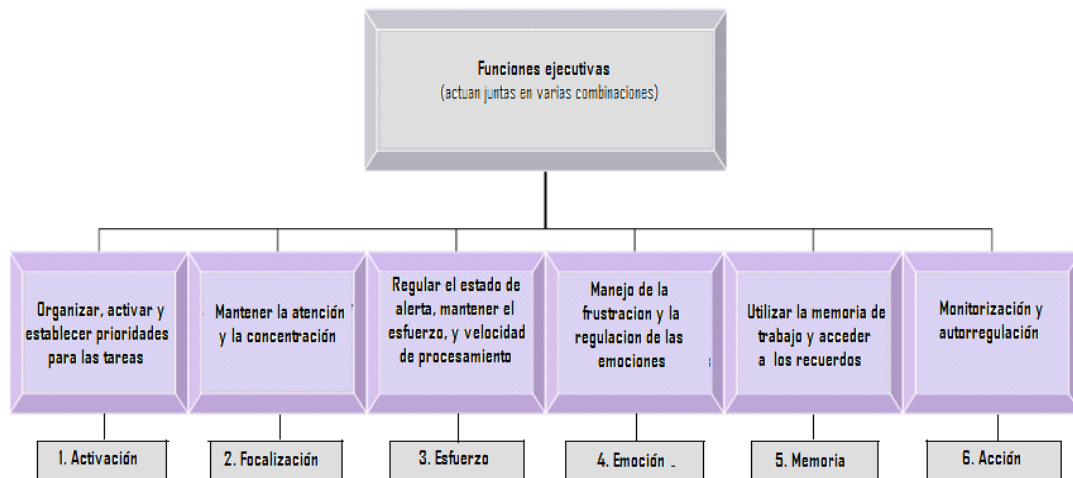 Funciones ejecutivas
(actuan juntas en varias combinaciones)
Organizar, activar y
establecer prioridades
para las tareas
Mantener la atención
y la concentración
Regular el estado de
alerta, mantener el
esfuerzo, y velocidad
de procesamiento
Manejo de la
frustracion y la
regulacion de las
emociones
Utilizar la memoria de
trabajo y acceder
a los recuerdos
Monitorización y
autorregulación
1. Activación
2. Focalización
3. Esfuerzo
4. Emoción
5. Memoria
6. Acción